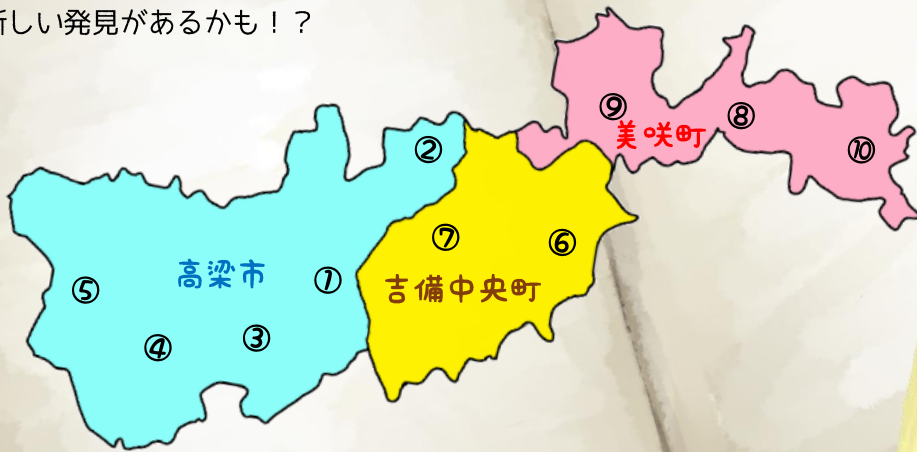 しい発見があるかも！？
⑨
美咲町
⑧
⑩
②
⑦
⑥
高梁市
①
吉備中央町
⑤
④
③